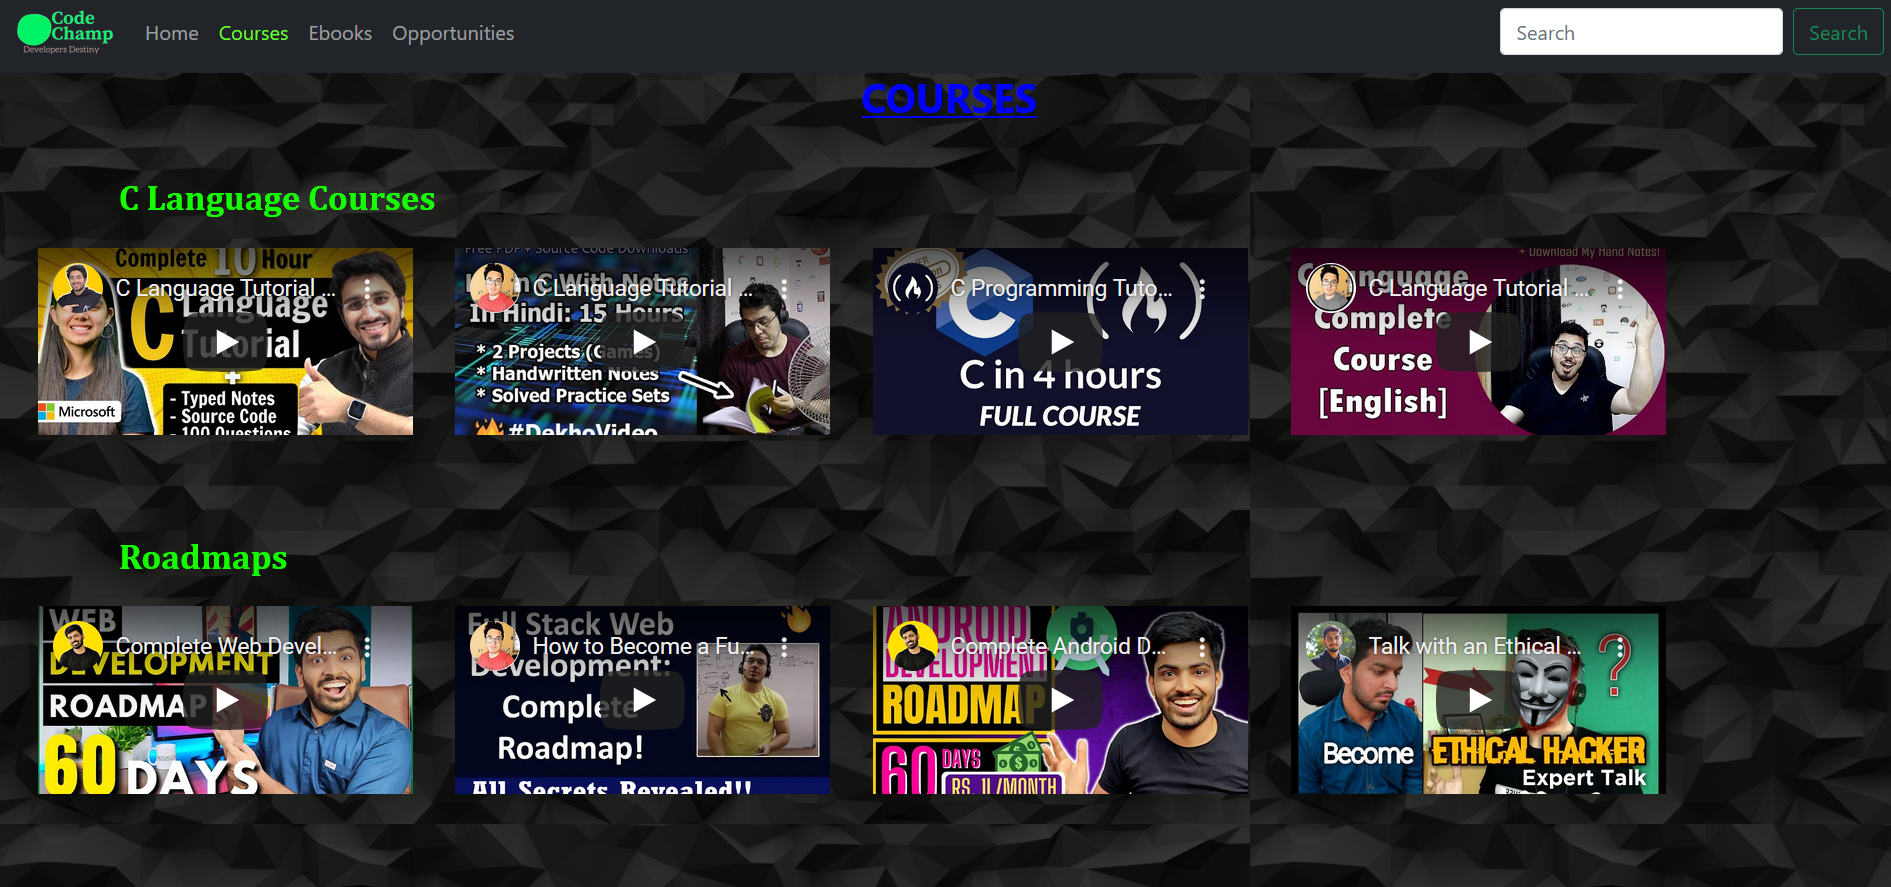 Code
Champ
Developers Destiny
Home Courses Ebooks Opportunities
Search
Search
COURSES
C Language Courses
Complete 10 Hour
C Language Tutorial ...
C Language
Tutorial
+
- Typed Notes
- Source Code
- 100 Questions
Microsoft
Free PDF + Source Code Downloads
C Language Tutorial ...
In C With Notes
In Hindi: 15 Hours
* 2 Projects (Games)
* Handwritten Notes
* Solved Practice Sets
#DekhoVideo
C Programming Tuto...
C
C in 4 hours
FULL COURSE
+ Download My Hand Notes!
C Language Tutorial ...
C Language
Complete
Course
[English]
Roadmaps
WEB
Complete Web Devel...
DEVELOPMENT
ROADMAP
60 DAYS
Full Stack Web
How to Become a Fu...
Development:
Complete
Roadmap!
All Secrets Revealed!!
ANDROID
Complete Android D...
DEVELOPMENT
ROADMAP
60 DAYS
RS. 1L/MONTH
Talk with an Ethical ...
?
Become ETHICAL HACKER
Expert Talk